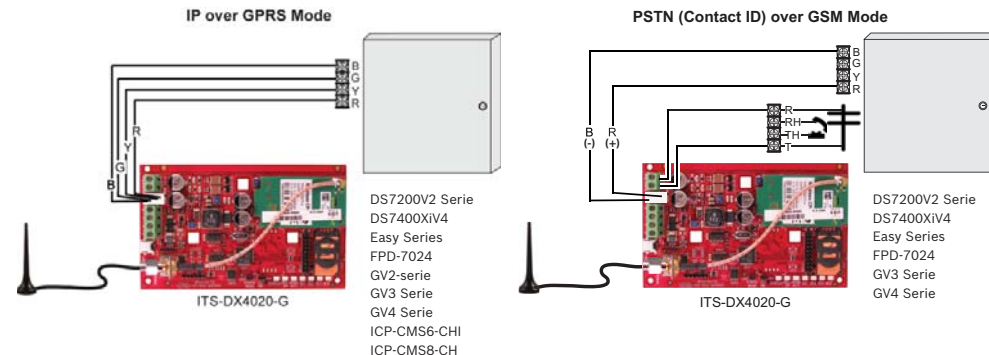 IP over GPRS Mode
B
G
Y
R
R
Y
G
B
ITS-DX4020-G
DS7200V2 Serie
DS7400XiV4
Easy Series
FPD-7024
GV2-serie
GV3 Serie
GV4 Serie
ICP-CMS6-CHI
ICP-CMS8-CH
PSTN (Contact ID) over GSM Mode
B
G
Y
R
R
RH
TH
T
B
(-)
R
(+)
ITS-DX4020-G
DS7200V2 Serie
DS7400XiV4
Easy Series
FPD-7024
GV3 Serie
GV4 Serie